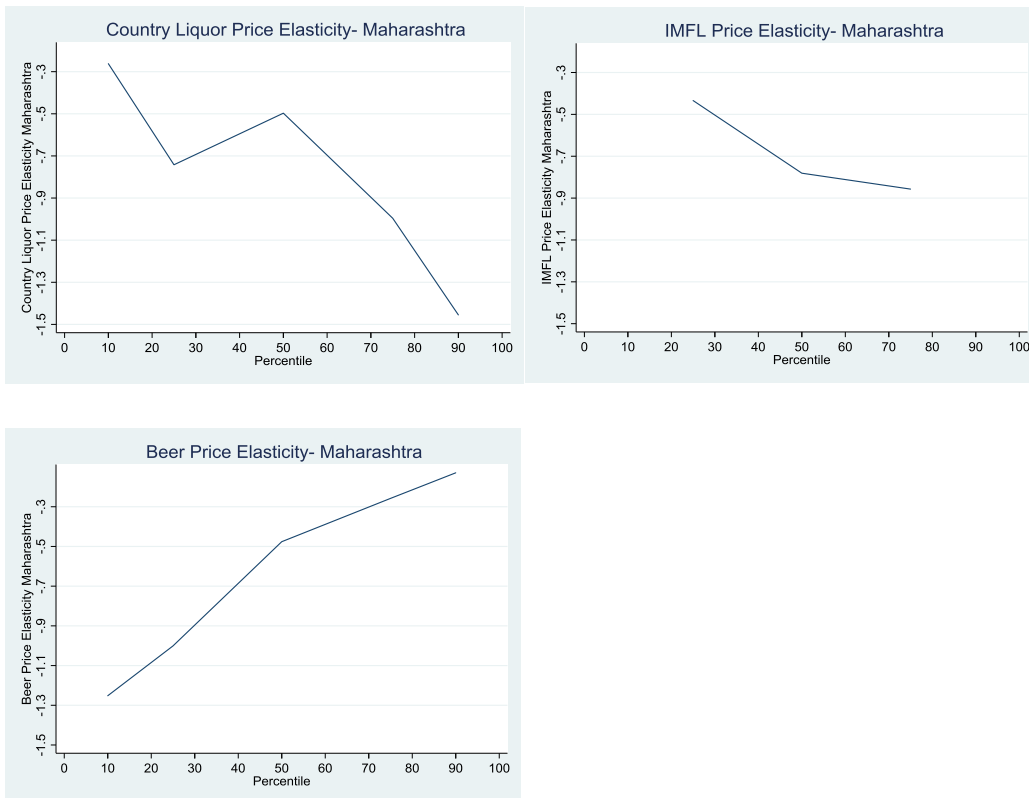 Country Liquor Price Elasticity- Maharashtra
Country Liquor Price Elasticity Maharashtra
-.3
-.5
-.7
-.9
-1.1
-1.3
-1.5
0 10 20 30 40 50 60 70 80 90 100
Percentile
IMFL Price Elasticity- Maharashtra
IMFL Price Elasticity Maharashtra
-.3
-.5
-.7
-.9
-1.1
-1.3
-1.5
0 10 20 30 40 50 60 70 80 90 100
Percentile
Beer Price Elasticity- Maharashtra
Beer Price Elasticity Maharashtra
-.3
-.5
-.7
-.9
-1.1
-1.3
-1.5
0 10 20 30 40 50 60 70 80 90 100
Percentile